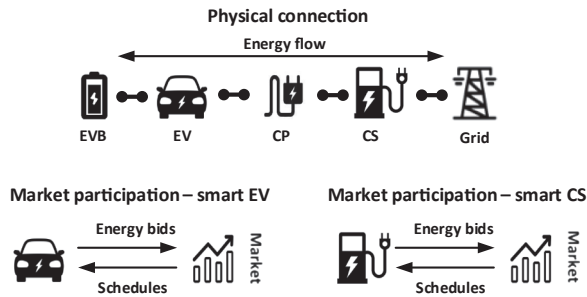 Physical connection
Energy flow
EVB
EV
CP
CS
Grid
Market participation – smart EV
Energy bids
Market
Schedules
Market participation – smart CS
Energy bids
Market
Schedules